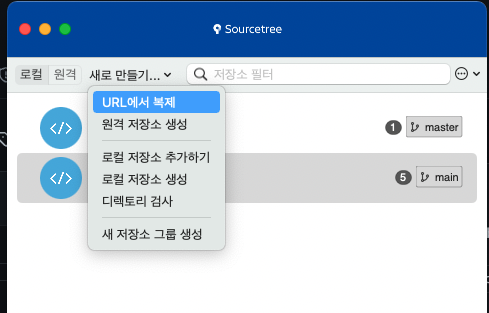 Sourcetree
로컬 원격 새로 만들기... 저장소 필터
URL에서 복제
원격 저장소 생성
1 master
로컬 저장소 추가하기
로컬 저장소 생성
5 main
디렉토리 검사
새 저장소 그룹 생성